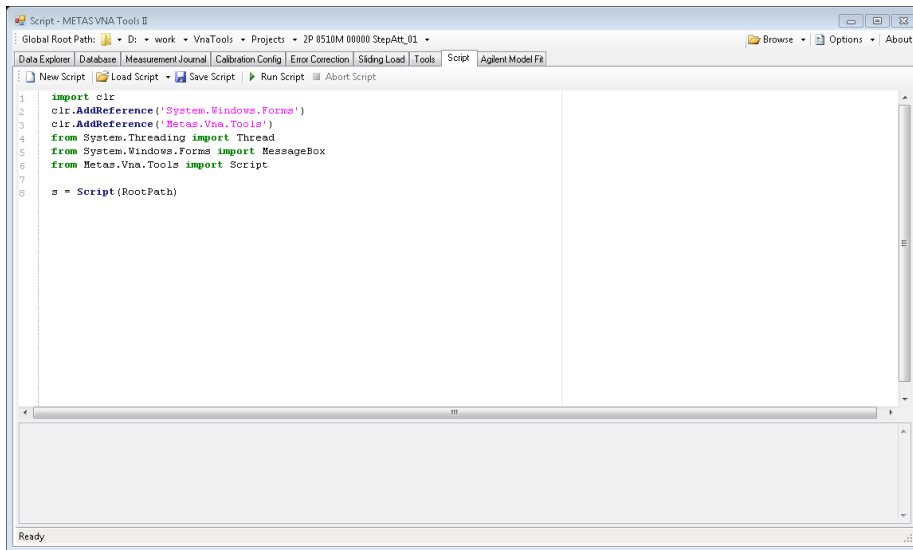 Script - METAS VNA Tools II
Global Root Path: D: work VnaTools Projects 2P 8510M 00000 StepAtt_01 Browse Options About
Data Explorer Database Measurement Journal Calibration Config Error Correction Sliding Load Tools Script Agilent Model Fit
New Script Load Script Save Script Run Script Abort Script
1 import clr
2 clr.AddReference('System.Windows.Forms')
3 clr.AddReference('Metas.Vna.Tools')
4 from System.Threading import Thread
5 from System.Windows.Forms import MessageBox
6 from Metas.Vna.Tools import Script
7
8 s = Script(RootPath)
Ready